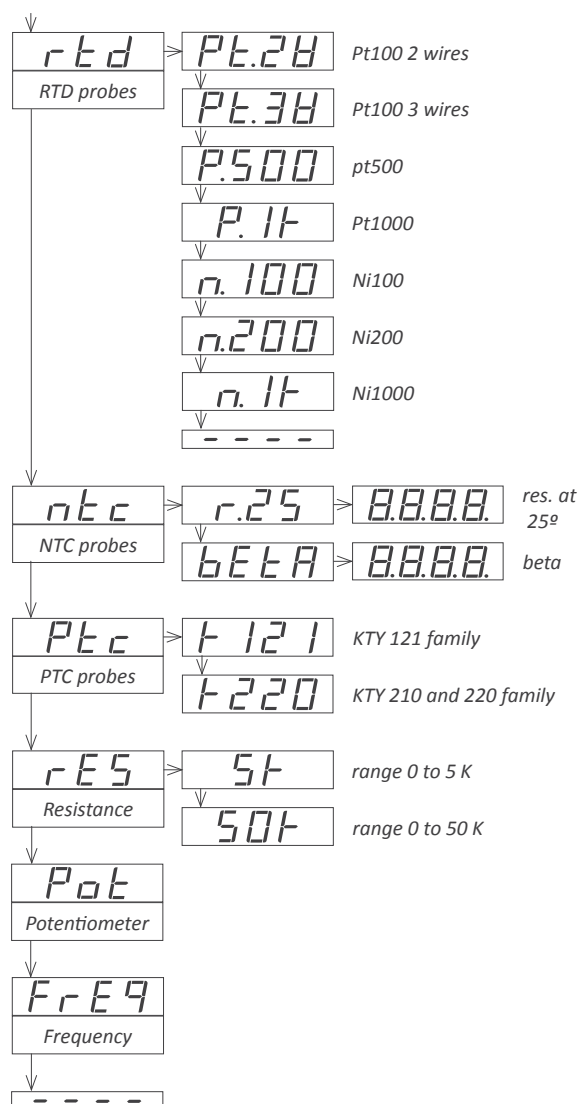 rtd Pt.2W Pt100 2 wires
RTD probes
Pt.3W Pt100 3 wires
P.500 pt500
P.1k Pt1000
n.100 Ni100
n.200 Ni200
n.1k Ni1000
- - - -
ntc r.25 8.8.8.8. res. at
25º
NTC probes
bEtA 8.8.8.8. beta
Ptc k121 KTY 121 family
PTC probes
k220 KTY 210 and 220 family
rES 5k range 0 to 5 K
Resistance
50k range 0 to 50 K
Pot
Potentiometer
FrEq
Frequency
- - - -